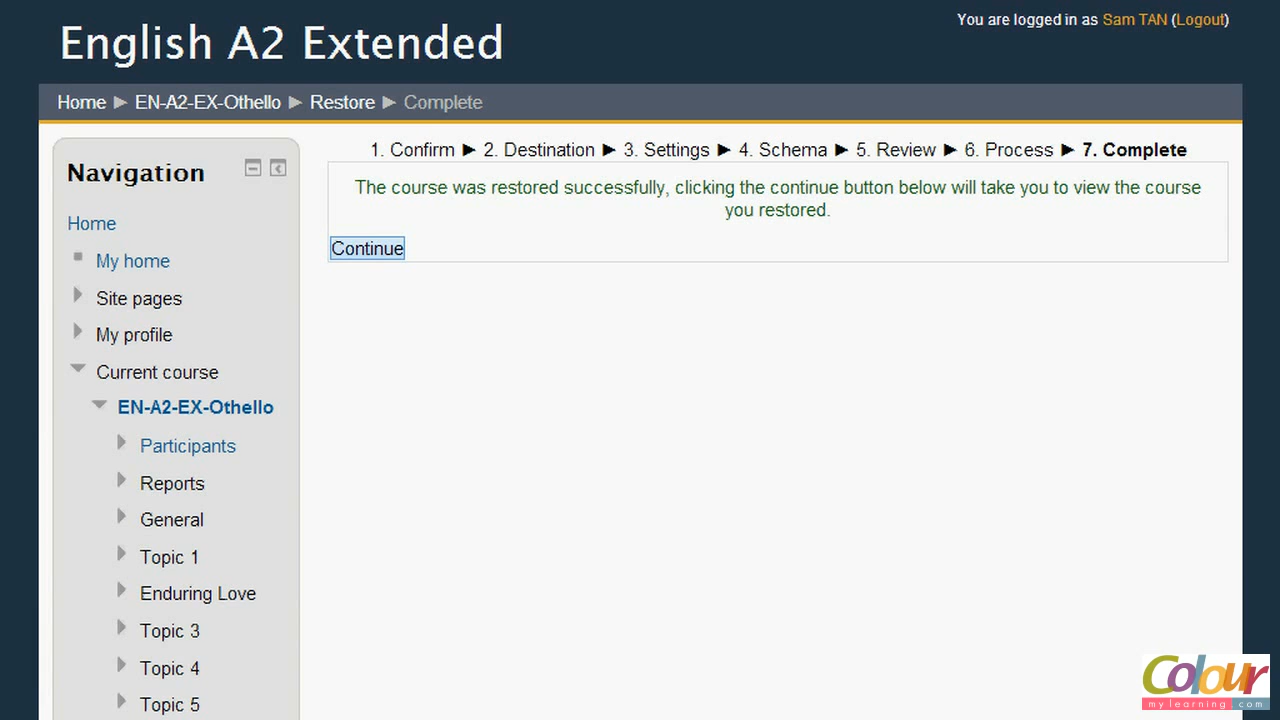 You are logged in as Sam TAN (Logout)
English A2 Extended
Home ► EN-A2-EX-Othello ► Restore ► Complete
Navigation
Home
My home
Site pages
My profile
Current course
EN-A2-EX-Othello
Participants
Reports
General
Topic 1
Enduring Love
Topic 3
Topic 4
Topic 5
1. Confirm ► 2. Destination ► 3. Settings ► 4. Schema ► 5. Review ► 6. Process ► 7. Complete
The course was restored successfully, clicking the continue button below will take you to view the course
you restored.
Continue
Colour
my learning .com